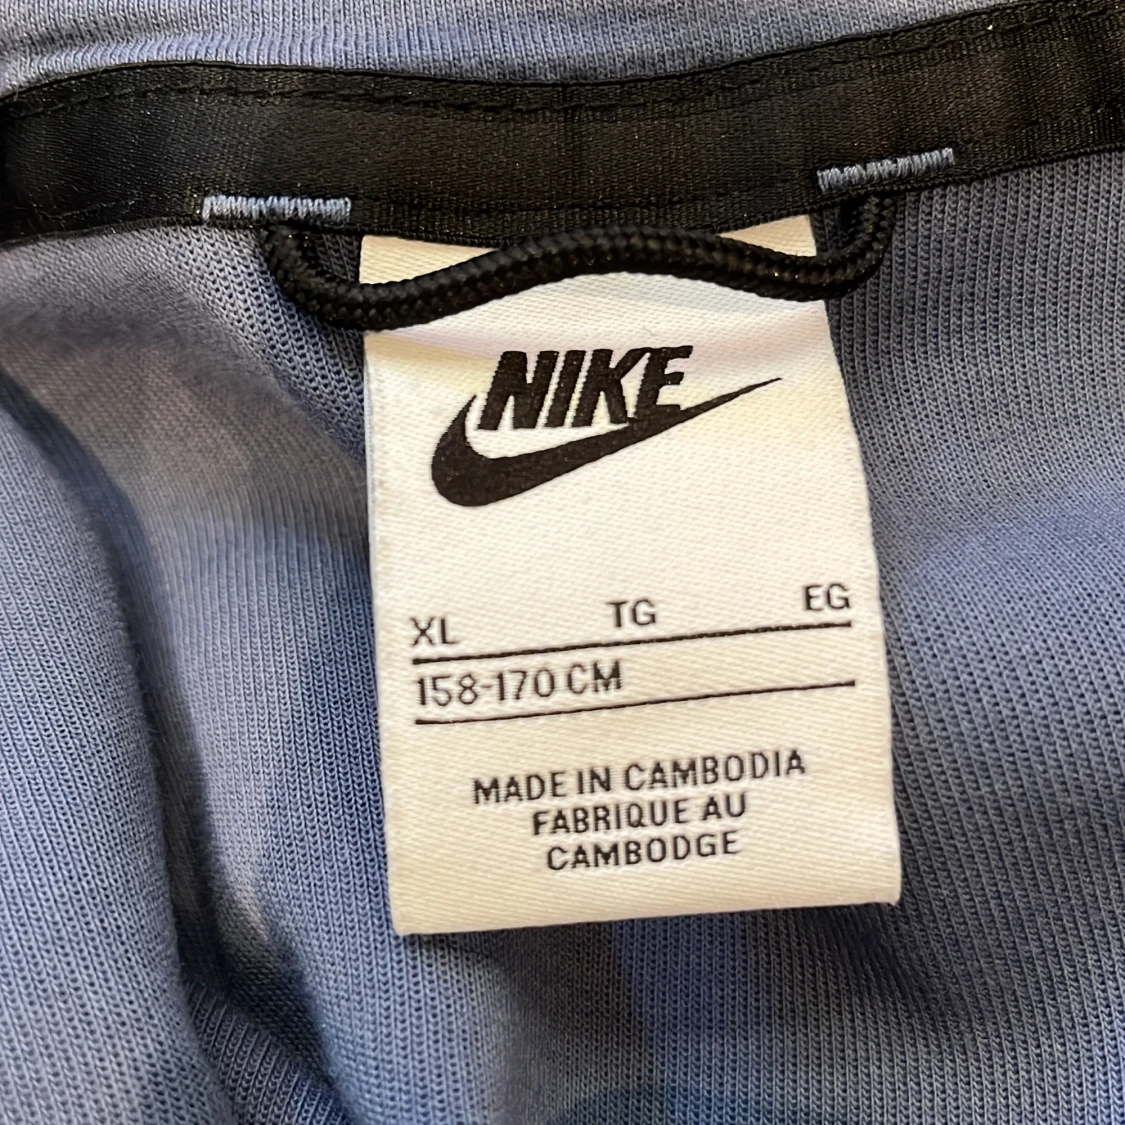 NIKE
XL TG EG
158-170 CM
MADE IN CAMBODIA
FABRIQUE AU
CAMBODGE